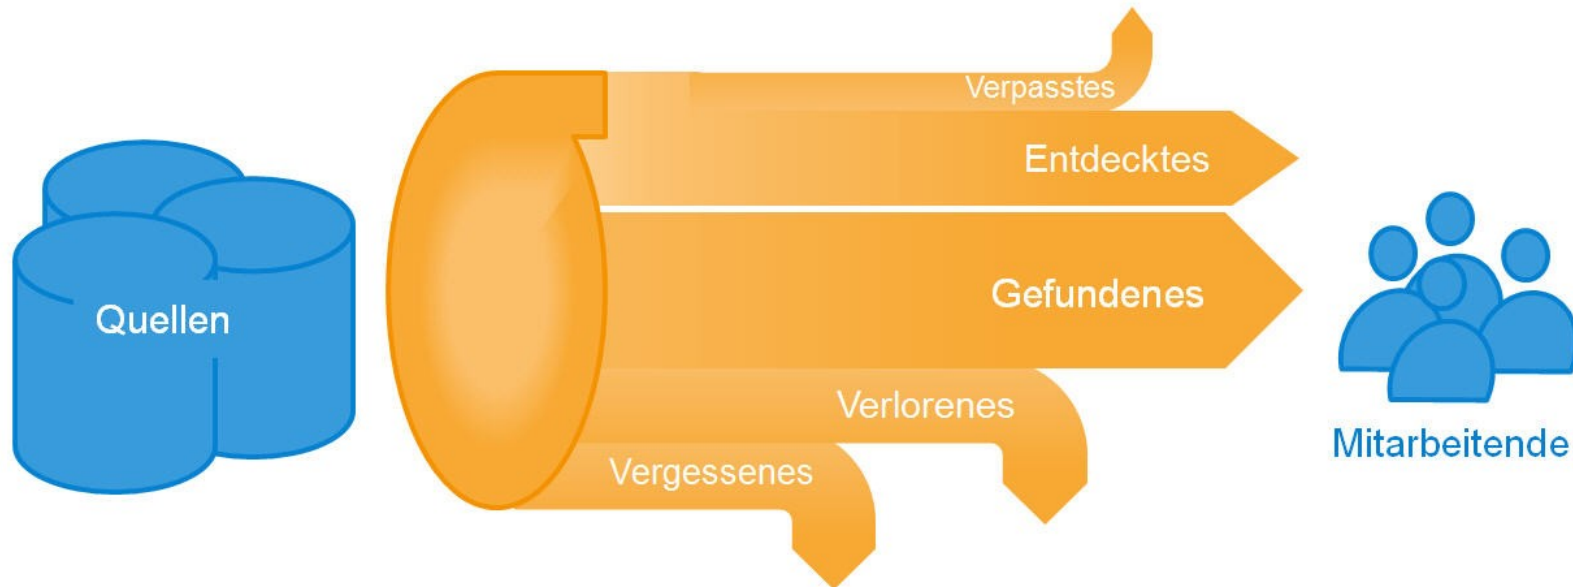 Verpasstes
Entdecktes
Quellen
Gefundenes
Verlorenes
Mitarbeitende
Vergessenes